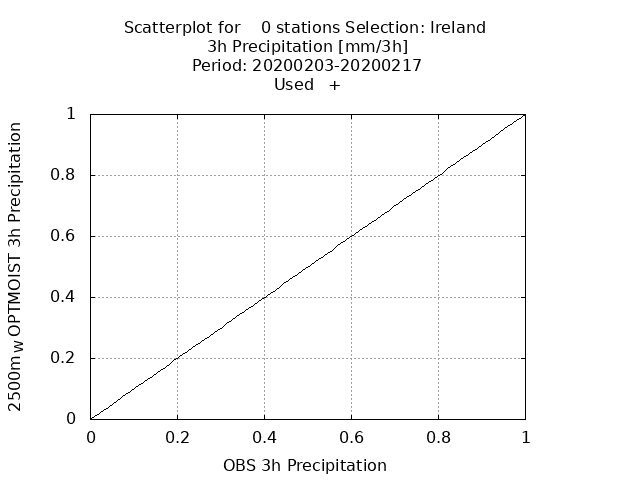 Scatterplot for    0 stations Selection: Ireland
3h Precipitation [mm/3h]
Period: 20200203-20200217
Used +
1
0.8
0.6
0.4
0.2
0
2500m_wOPTMOIST 3h Precipitation
0 0.2 0.4 0.6 0.8 1
OBS 3h Precipitation